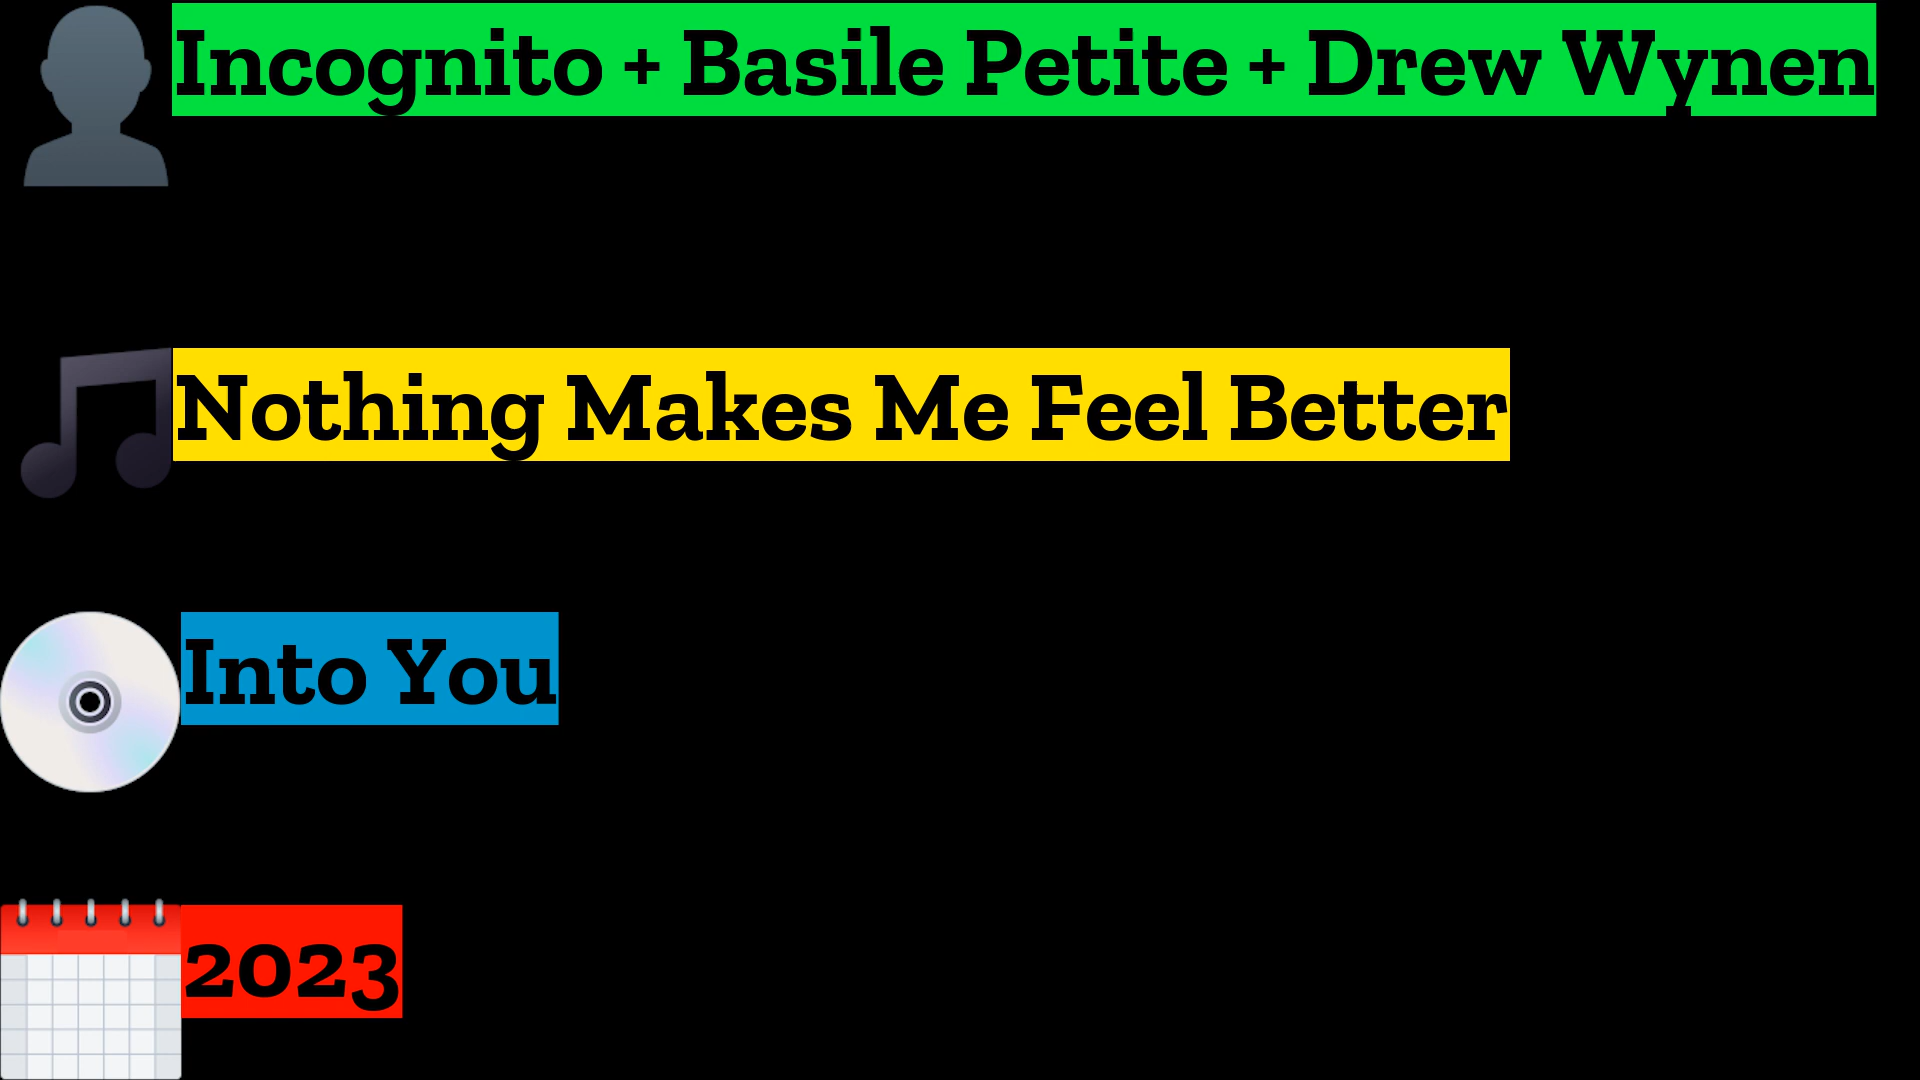 Incognito + Basile Petite + Drew Wynen
Nothing Makes Me Feel Better
Into You
2023